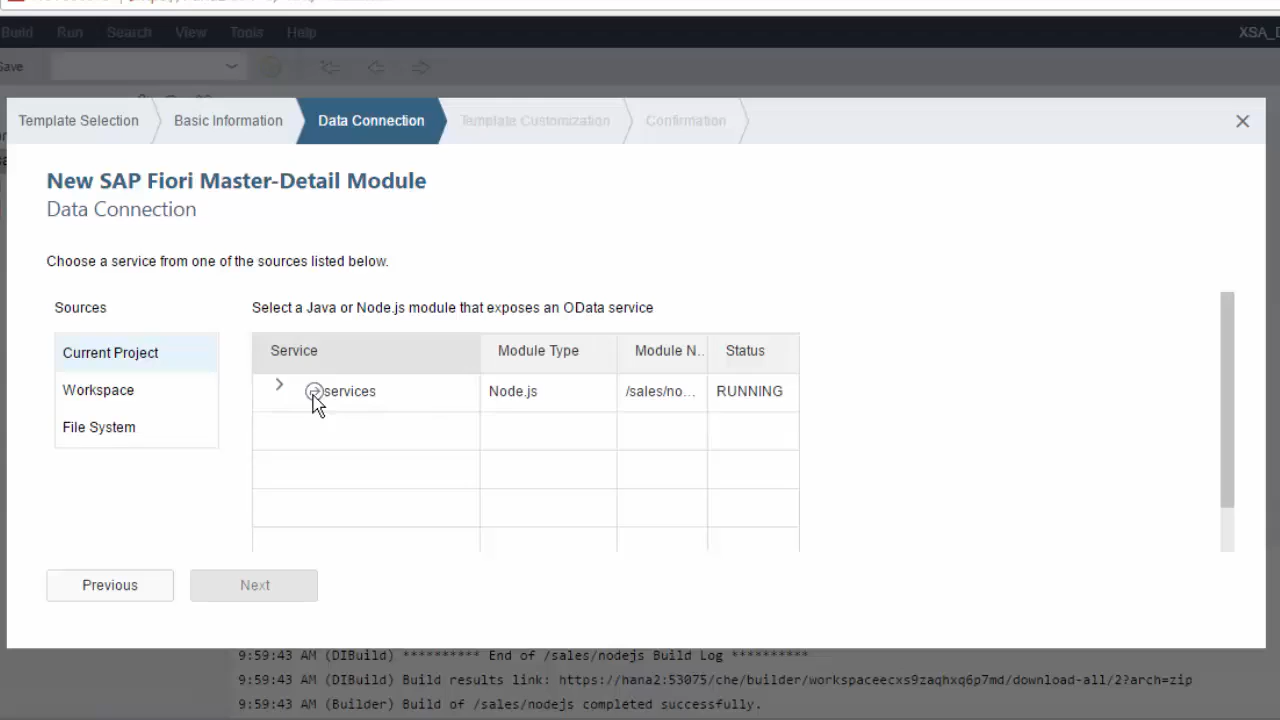 Build Run Search View Tools Help XSA_D
Save
Template Selection Basic Information Data Connection Template Customization Confirmation
New SAP Fiori Master-Detail Module
Data Connection
Choose a service from one of the sources listed below.
Sources
Select a Java or Node.js module that exposes an OData service
Current Project
Workspace
File System
Service Module Type Module N.. Status
services Node.js /sales/no... RUNNING
Previous Next
9:59:43 AM (DIBuild) ********** End of /sales/nodejs Build Log **********
9:59:43 AM (DIBuild) Build results link: https://hana2:53075/che/builder/workspaceecxs9zaqhxq6p7md/download-all/2?arch=zip
9:59:43 AM (Builder) Build of /sales/nodejs completed successfully.